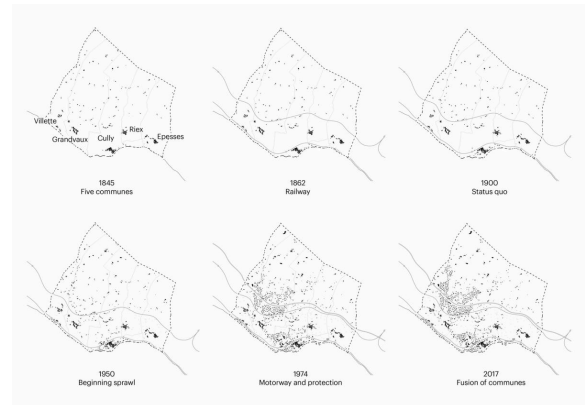 Villette
Grandvaux
Cully
Riex
Epesses
1845
Five communes
1862
Railway
1900
Status quo
1950
Beginning sprawl
1974
Motorway and protection
2017
Fusion of communes